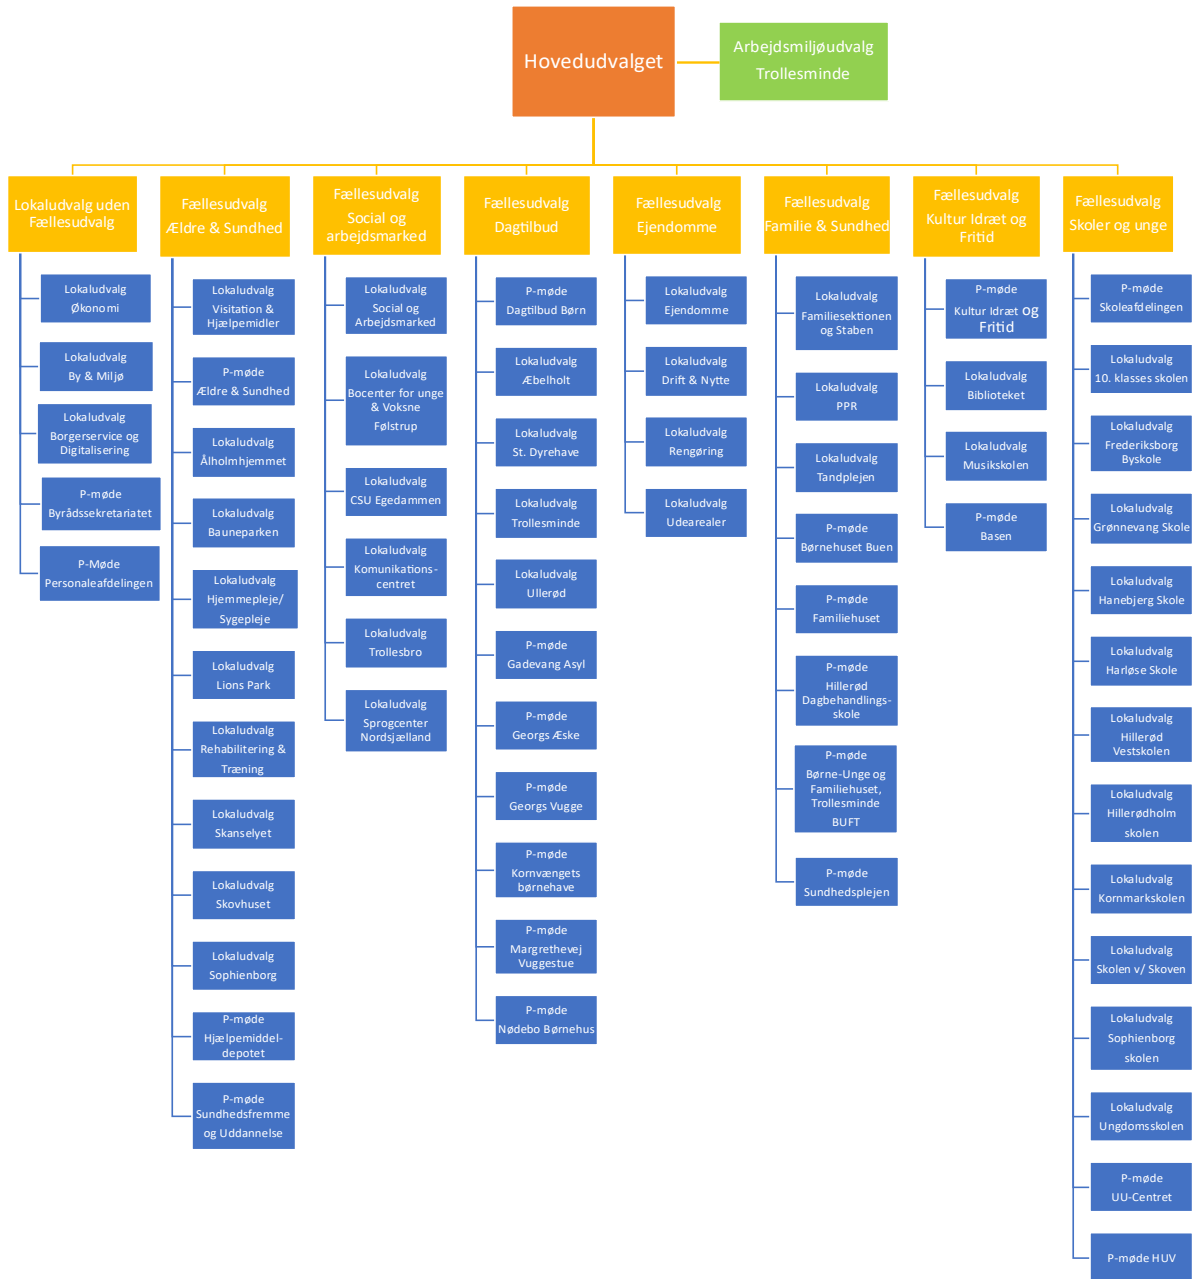 Hovedudvalget
Arbejdsmiljøudvalg
Trollesminde
Lokaludvalg uden
Fællesudvalg
Lokaludvalg
Økonomi
Lokaludvalg
By & Miljø
Lokaludvalg
Borgerservice og
Digitalisering
P-møde
Byrådssekretariatet
P-Møde
Personaleafdelingen
Fællesudvalg
Ældre & Sundhed
Lokaludvalg
Visitation &
Hjælpemidler
P-møde
Ældre & Sundhed
Lokaludvalg
Ålholmhjemmet
Lokaludvalg
Bauneparken
Lokaludvalg
Hjemmepleje/
Sygepleje
Lokaludvalg
Lions Park
Lokaludvalg
Rehabilitering &
Træning
Lokaludvalg
Skanselyet
Lokaludvalg
Skovhuset
Lokaludvalg
Sophienborg
P-møde
Hjælpemiddel-
depotet
P-møde
Sundhedsfremme
og Uddannelse
Fællesudvalg
Social og
arbejdsmarked
Lokaludvalg
Social og
Arbejdsmarked
Lokaludvalg
Bocenter for unge
& Voksne
Følstrup
Lokaludvalg
CSU Egedammen
Lokaludvalg
Komunikations-
centret
Lokaludvalg
Trollesbro
Lokaludvalg
Sprogcenter
Nordsjælland
Fællesudvalg
Dagtilbud
P-møde
Dagtilbud Børn
Lokaludvalg
Æbelholt
Lokaludvalg
St. Dyrehave
Lokaludvalg
Trollesminde
Lokaludvalg
Ullerød
P-møde
Gadevang Asyl
P-møde
Georgs Æske
P-møde
Georgs Vugge
P-møde
Kornvængets
børnehave
P-møde
Margrethevej
Vuggestue
P-møde
Nødebo Børnehus
Fællesudvalg
Ejendomme
Lokaludvalg
Ejendomme
Lokaludvalg
Drift & Nytte
Lokaludvalg
Rengøring
Lokaludvalg
Udearealer
Fællesudvalg
Familie & Sundhed
Lokaludvalg
Familiesektionen
og Staben
Lokaludvalg
PPR
Lokaludvalg
Tandplejen
P-møde
Børnehuset Buen
P-møde
Familiehuset
P-møde
Hillerød
Dagbehandlings-
skole
P-møde
Børne-Unge og
Familiehuset,
Trollesminde
BUFT
P-møde
Sundhedsplejen
Fællesudvalg
Kultur Idræt og
Fritid
P-møde
Kultur Idræt og
Fritid
Lokaludvalg
Biblioteket
Lokaludvalg
Musikskolen
P-møde
Basen
Fællesudvalg
Skoler og unge
P-møde
Skoleafdelingen
Lokaludvalg
10. klasses skolen
Lokaludvalg
Frederiksborg
Byskole
Lokaludvalg
Grønnevang Skole
Lokaludvalg
Hanebjerg Skole
Lokaludvalg
Harløse Skole
Lokaludvalg
Hillerød
Vestskolen
Lokaludvalg
Hillerødholm
skolen
Lokaludvalg
Kornmarkskolen
Lokaludvalg
Skolen v/ Skoven
Lokaludvalg
Sophienborg
skolen
Lokaludvalg
Ungdomsskolen
P-møde
UU-Centret
P-møde HUV